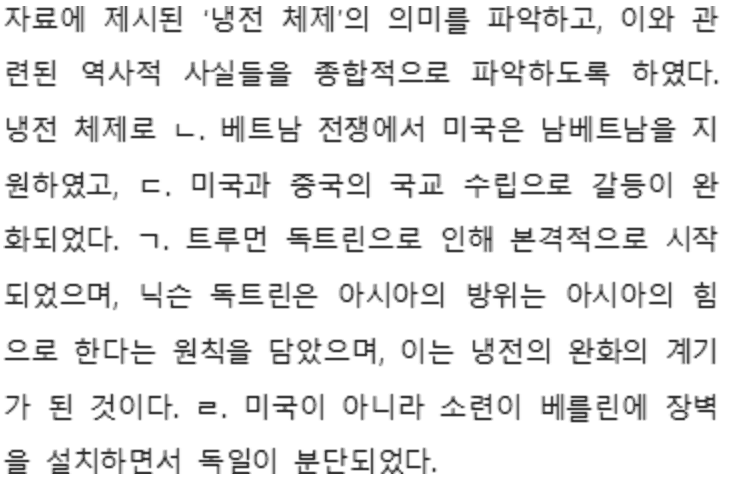 자료에 제시된 '냉전 체제'의 의미를 파악하고, 이와 관
련된 역사적 사실들을 종합적으로 파악하도록 하였다.
냉전 체제로 ㄴ. 베트남 전쟁에서 미국은 남베트남을 지
원하였고, ㄷ. 미국과 중국의 국교 수립으로 갈등이 완
화되었다. ㄱ. 트루먼 독트린으로 인해 본격적으로 시작
되었으며, 닉슨 독트린은 아시아의 방위는 아시아의 힘
으로 한다는 원칙을 담았으며, 이는 냉전의 완화의 계기
가 된 것이다. ㄹ. 미국이 아니라 소련이 베를린에 장벽
을 설치하면서 독일이 분단되었다.